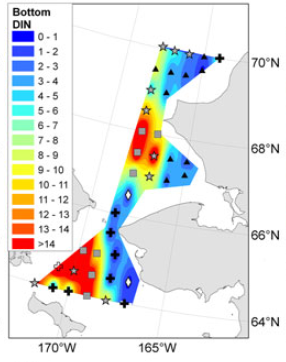 Bottom
DIN
0 - 1
1 - 2
2 - 3
3 - 4
4 - 5
5 - 6
6 - 7
7 - 8
8 - 9
9 - 10
10 - 11
11 - 12
12 - 13
13 - 14
>14
70°N
68°N
66°N
64°N
170°W
165°W